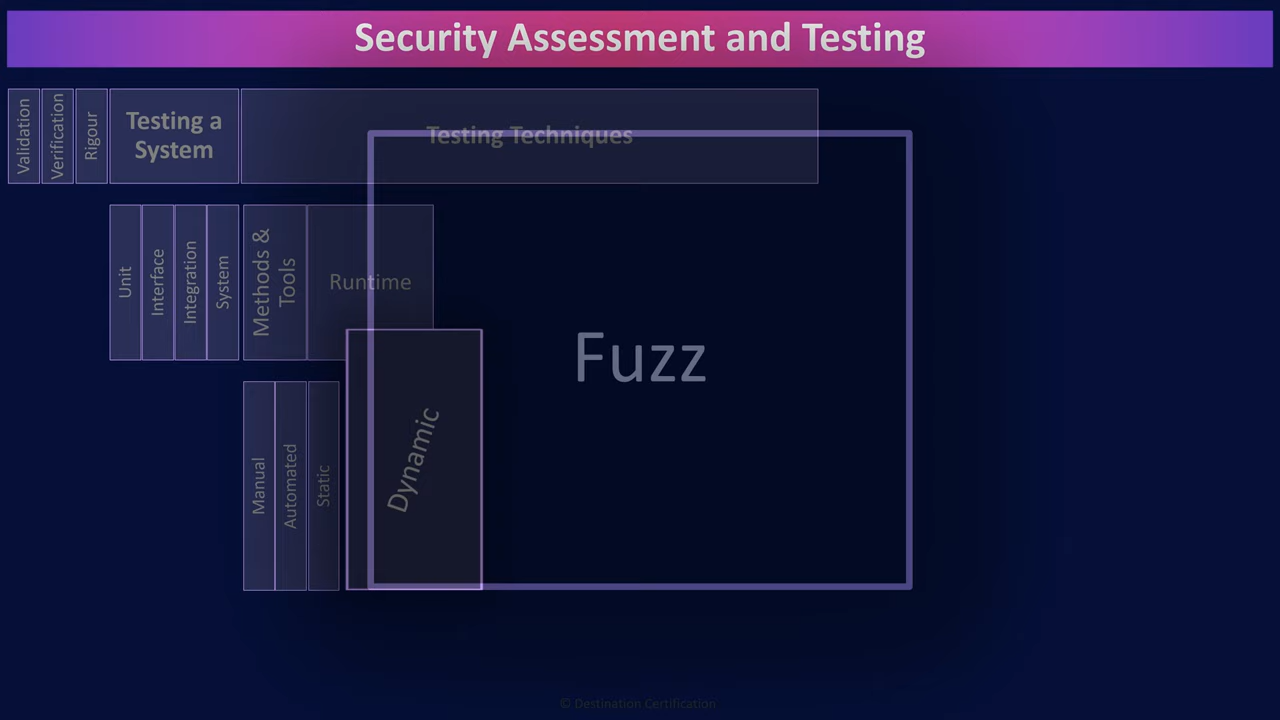 Security Assessment and Testing
Validation
Verification
Rigour
Testing a
System
Testing Techniques
Unit
Interface
Integration
System
Methods &
Tools
Runtime
Fuzz
Manual
Automated
Static
Dynamic
© Destination Certification